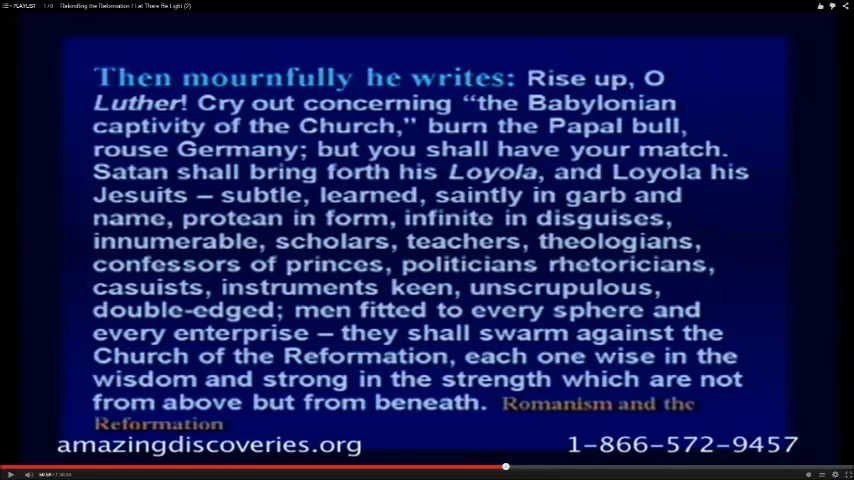 PLAYLIST 1 / 0 Rekindling the Reformation / Let There Be Light (2)
Then mournfully he writes: Rise up, O
Luther! Cry out concerning “the Babylonian
captivity of the Church,” burn the Papal bull,
rouse Germany; but you shall have your match.
Satan shall bring forth his Loyola, and Loyola his
Jesuits – subtle, learned, saintly in garb and
name, protean in form, infinite in disguises,
innumerable, scholars, teachers, theologians,
confessors of princes, politicians rhetoricians,
casuists, instruments keen, unscrupulous,
double-edged; men fitted to every sphere and
every enterprise – they shall swarm against the
Church of the Reformation, each one wise in the
wisdom and strong in the strength which are not
from above but from beneath. Romanism and the
Reformation
amazingdiscoveries.org 1-866-572-9457